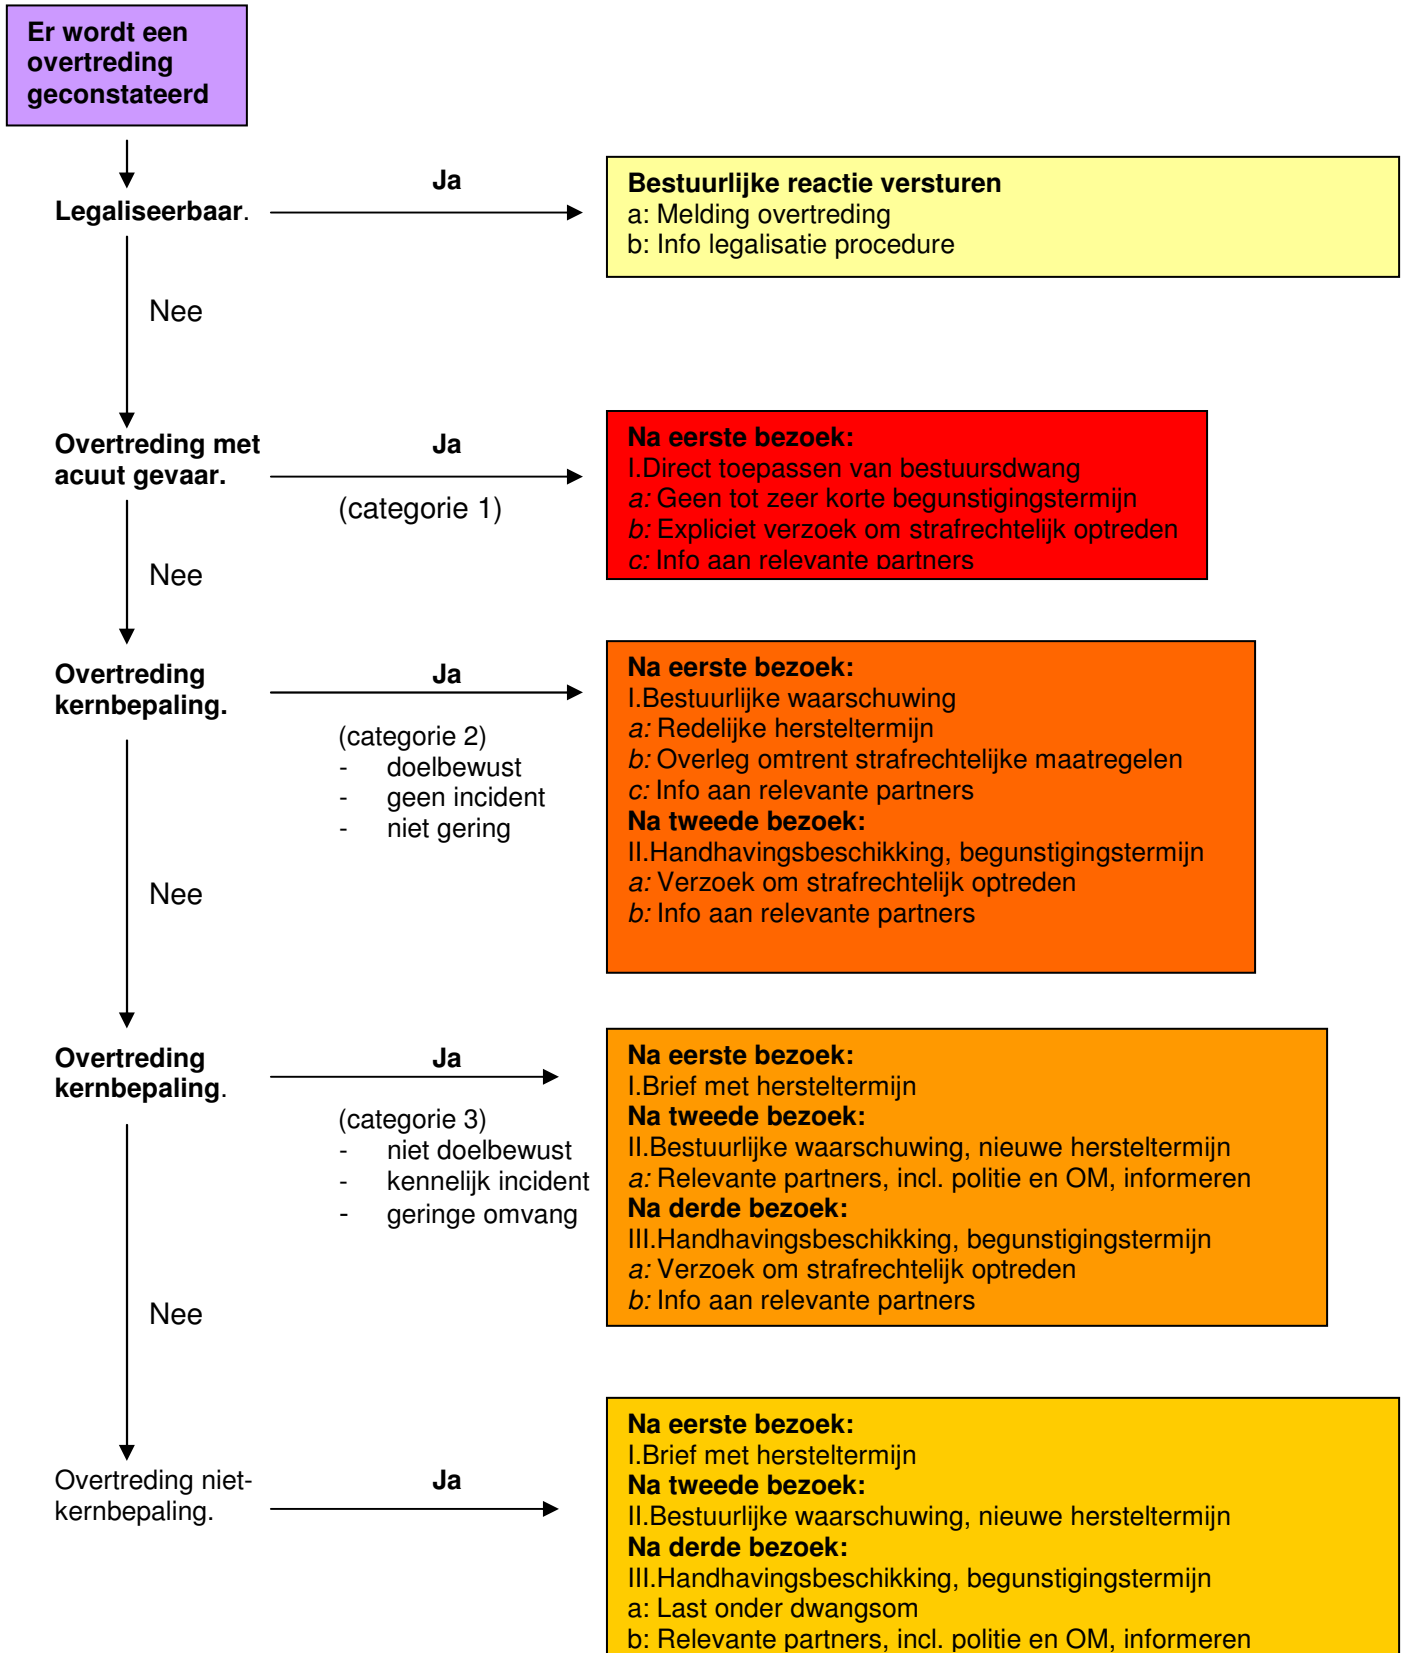 Er wordt een
overtreding
geconstateerd
Legaliseerbaar.
Ja
Bestuurlijke reactie versturen
a: Melding overtreding
b: Info legalisatie procedure
Nee
Overtreding met
acuut gevaar.
Ja
(categorie 1)
Na eerste bezoek:
I.Direct toepassen van bestuursdwang
a: Geen tot zeer korte begunstigingstermijn
b: Expliciet verzoek om strafrechtelijk optreden
c: Info aan relevante partners
Nee
Overtreding
kernbepaling.
Ja
(categorie 2)
- doelbewust
- geen incident
- niet gering
Na eerste bezoek:
I.Bestuurlijke waarschuwing
a: Redelijke hersteltermijn
b: Overleg omtrent strafrechtelijke maatregelen
c: Info aan relevante partners
Na tweede bezoek:
II.Handhavingsbeschikking, begunstigingstermijn
a: Verzoek om strafrechtelijk optreden
b: Info aan relevante partners
Nee
Overtreding
kernbepaling.
Ja
(categorie 3)
- niet doelbewust
- kennelijk incident
- geringe omvang
Na eerste bezoek:
I.Brief met hersteltermijn
Na tweede bezoek:
II.Bestuurlijke waarschuwing, nieuwe hersteltermijn
a: Relevante partners, incl. politie en OM, informeren
Na derde bezoek:
III.Handhavingsbeschikking, begunstigingstermijn
a: Verzoek om strafrechtelijk optreden
b: Info aan relevante partners
Nee
Overtreding niet-
kernbepaling.
Ja
Na eerste bezoek:
I.Brief met hersteltermijn
Na tweede bezoek:
II.Bestuurlijke waarschuwing, nieuwe hersteltermijn
Na derde bezoek:
III.Handhavingsbeschikking, begunstigingstermijn
a: Last onder dwangsom
b: Relevante partners, incl. politie en OM, informeren